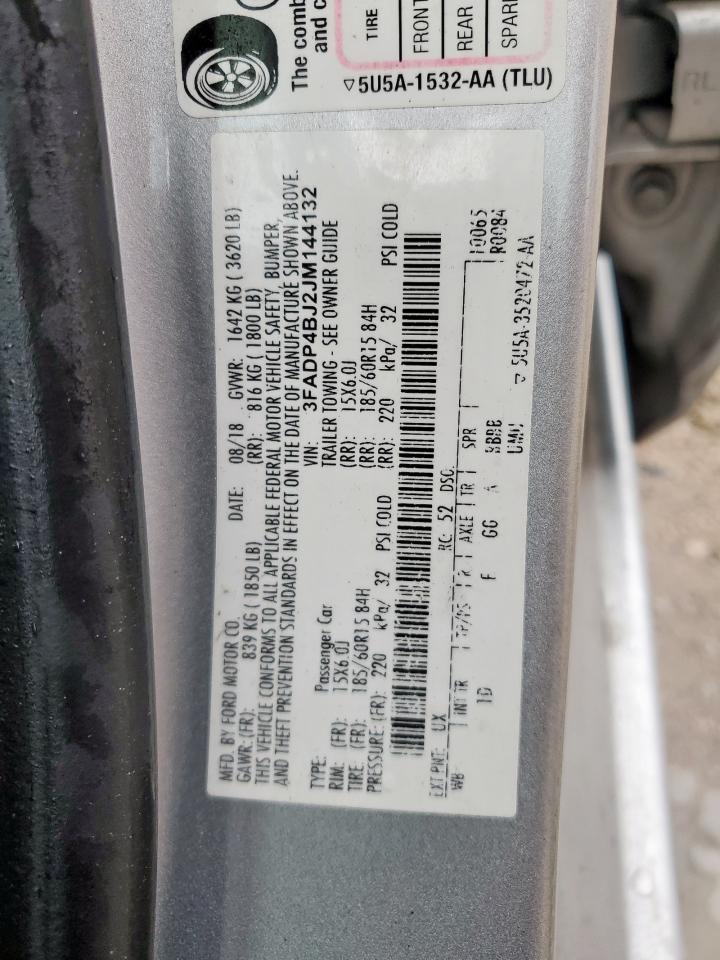 The comb
and c
TIRE
FRONT
REAR
SPAR
▽5U5A-1532-AA (TLU)
MFD. BY FORD MOTOR CO.
DATE: 08/18 GVWR: 1642 KG ( 3620 LB)
GAWR:(FR): 839 KG ( 1850 LB) (RR): 816 KG ( 1800 LB)
THIS VEHICLE CONFORMS TO ALL APPLICABLE FEDERAL MOTOR VEHICLE SAFETY, BUMPER,
AND THEFT PREVENTION STANDARDS IN EFFECT ON THE DATE OF MANUFACTURE SHOWN ABOVE.
VIN: 3FADP4BJ2JM144132
TYPE: Passenger Car TRAILER TOWING - SEE OWNER GUIDE
RIM: (FR): 15X6.0J (RR): 15X6.0J
TIRE: (FR): 185/60R15 84H (RR): 185/60R15 84H
PRESSURE:(FR): 220 kPa/ 32 PSI COLD (RR): 220 kPa/ 32 PSI COLD
EXT PNT: UX RC: 52 DSO:
WB INT TR TP/PS R AXLE TR SPR 10065
R0084
1D F GG A
UMU
▽ 5U5A-3520472-AA